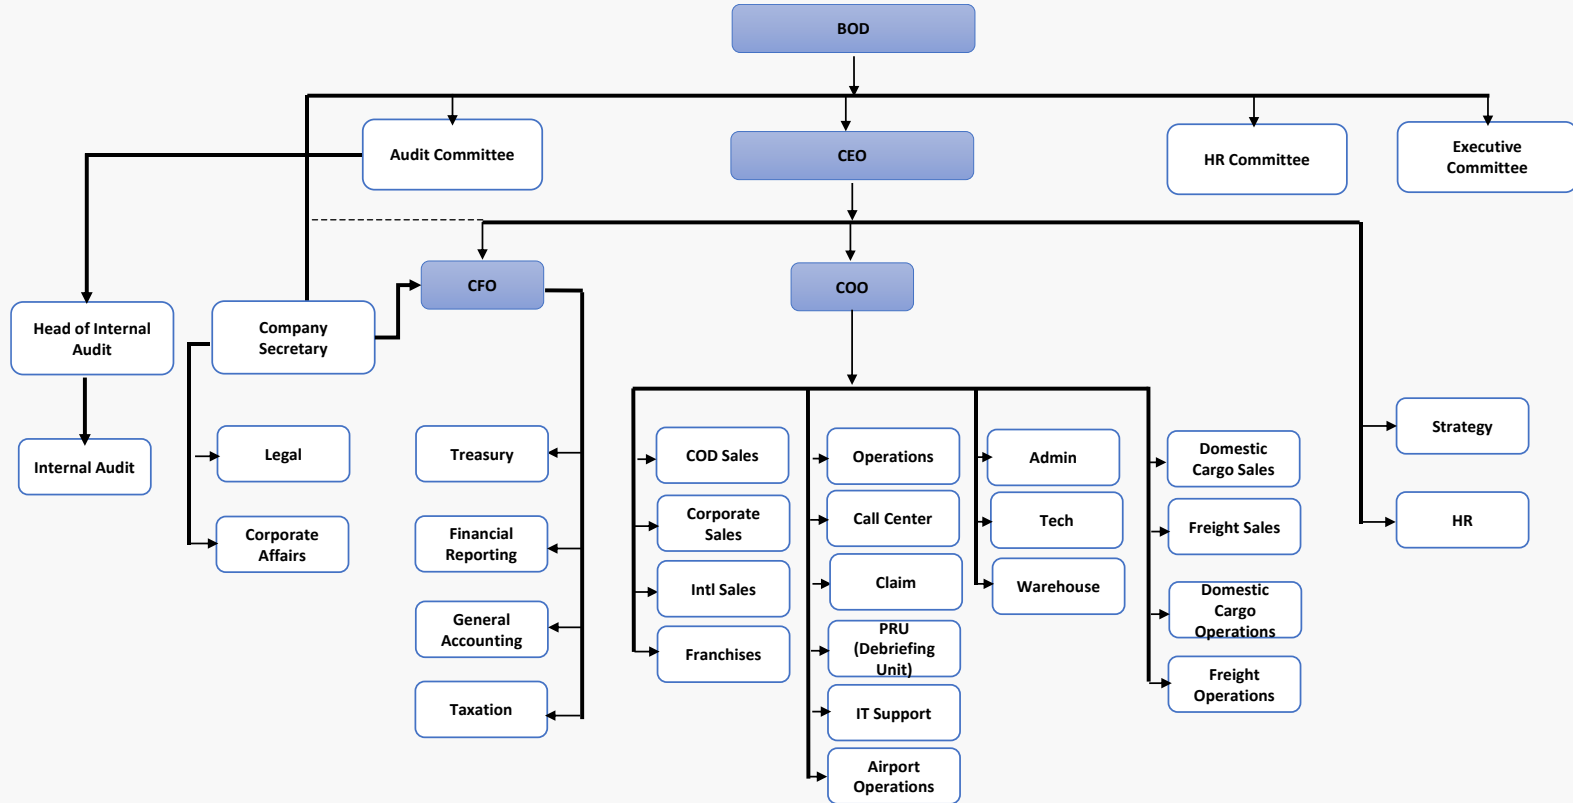 BOD
Audit Committee
CEO
HR Committee
Executive
Committee
CFO
COO
Head of Internal
Audit
Company
Secretary
Internal Audit
Legal
Corporate
Affairs
Treasury
Financial
Reporting
General
Accounting
Taxation
COD Sales
Corporate
Sales
Intl Sales
Franchises
Operations
Call Center
Claim
PRU
(Debriefing
Unit)
IT Support
Airport
Operations
Admin
Tech
Warehouse
Domestic
Cargo Sales
Freight Sales
Domestic
Cargo
Operations
Freight
Operations
Strategy
HR